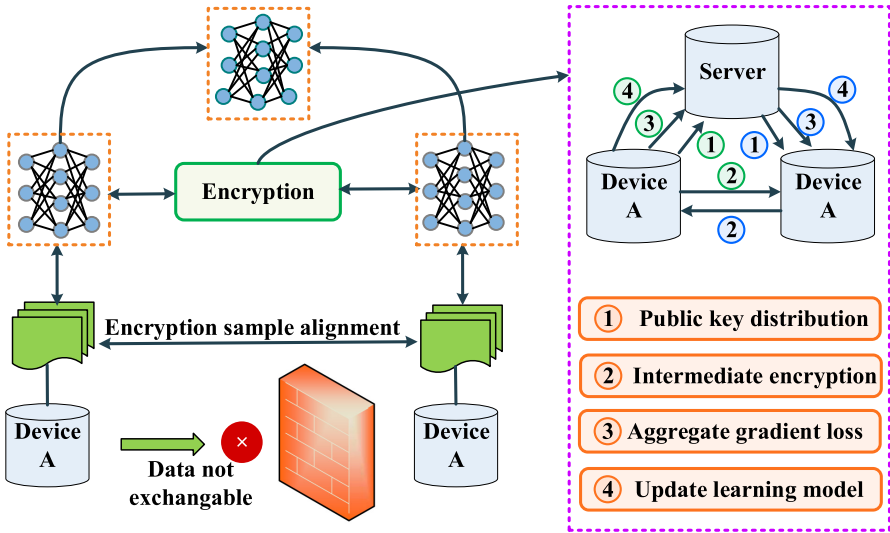 Encryption
Encryption sample alignment
Device
A
Data not
exchangable
×
Device
A
Server
4
3
1
1
3
4
Device
A
2
2
Device
A
1 Public key distribution
2 Intermediate encryption
3 Aggregate gradient loss
4 Update learning model